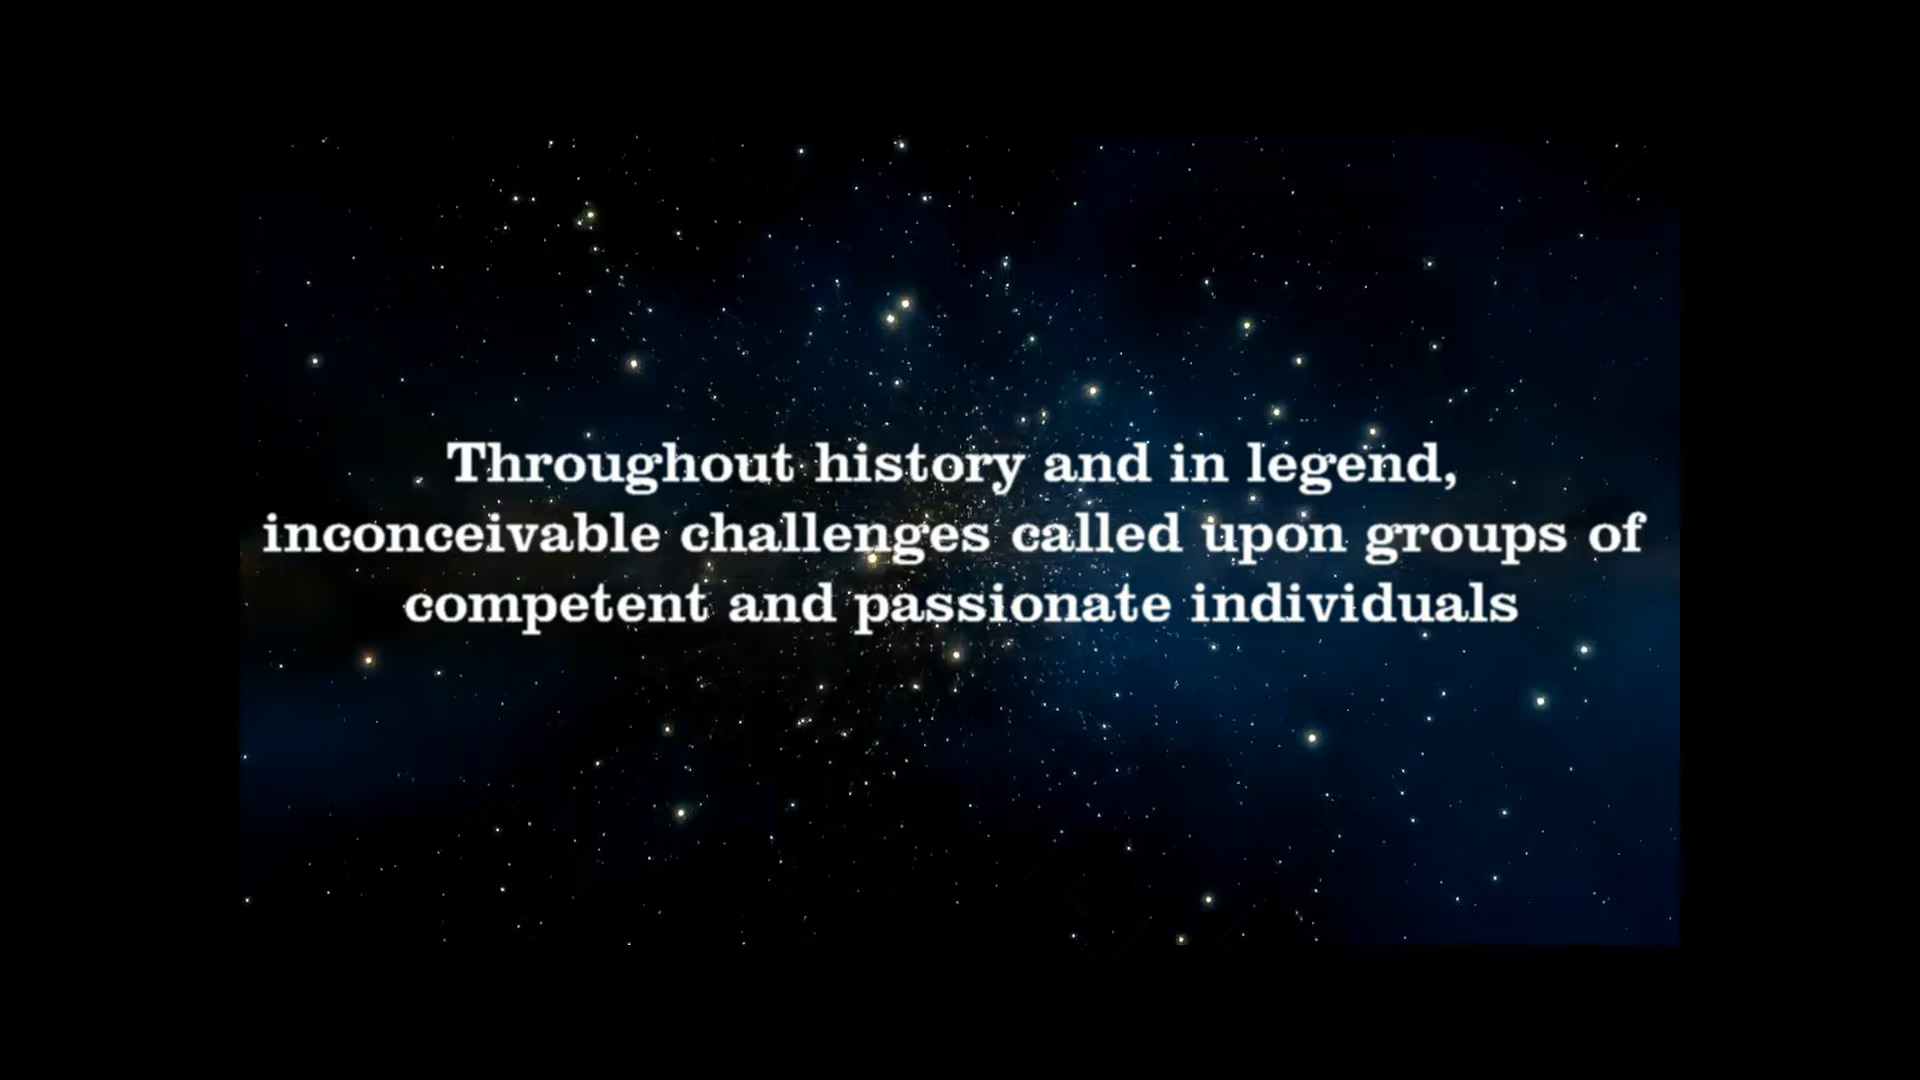 Throughout history and in legend,
inconceivable challenges called upon groups of
competent and passionate individuals